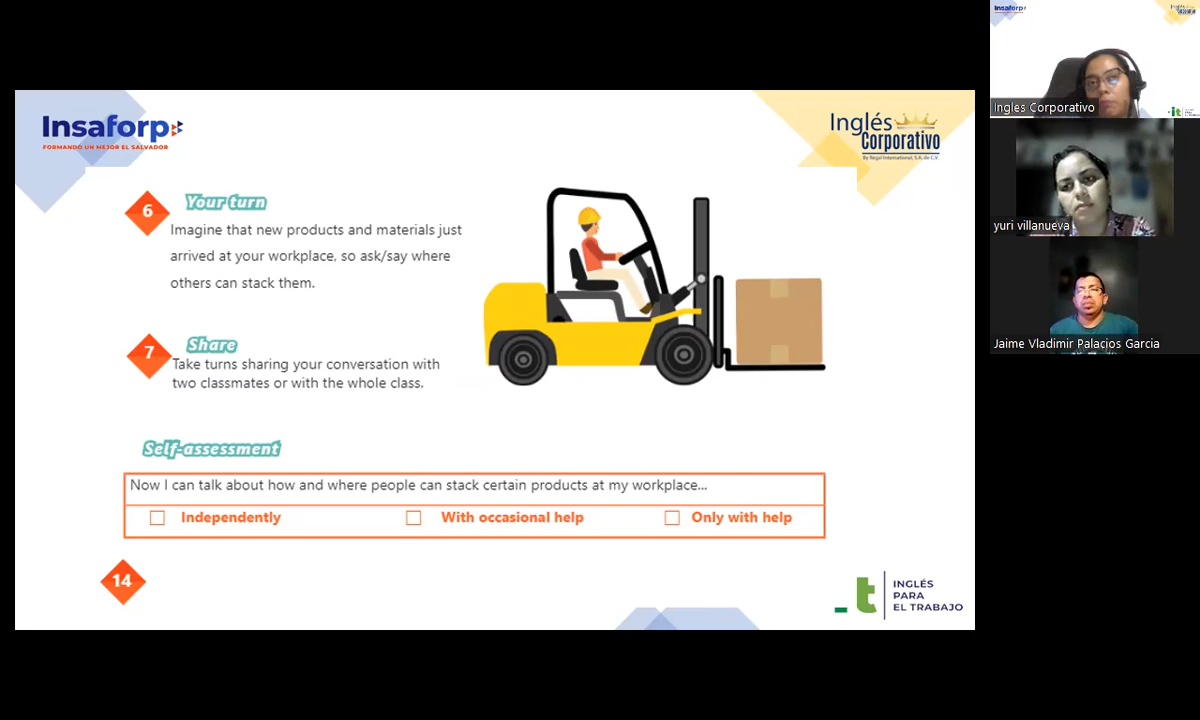 Insaforp
FORMANDO UN MEJOR EL SALVADOR
Inglés
Corporativo
By Regal International, S.A. de C.V.
6
Your turn
Imagine that new products and materials just
arrived at your workplace, so ask/say where
others can stack them.
7
Share
Take turns sharing your conversation with
two classmates or with the whole class.
Self-assessment
Now I can talk about how and where people can stack certain products at my workplace...
Independently
With occasional help
Only with help
14
t
INGLÉS
PARA
EL TRABAJO
Insaforp
Ingles Corporativo
yuri villanueva
Jaime Vladimir Palacios Garcia